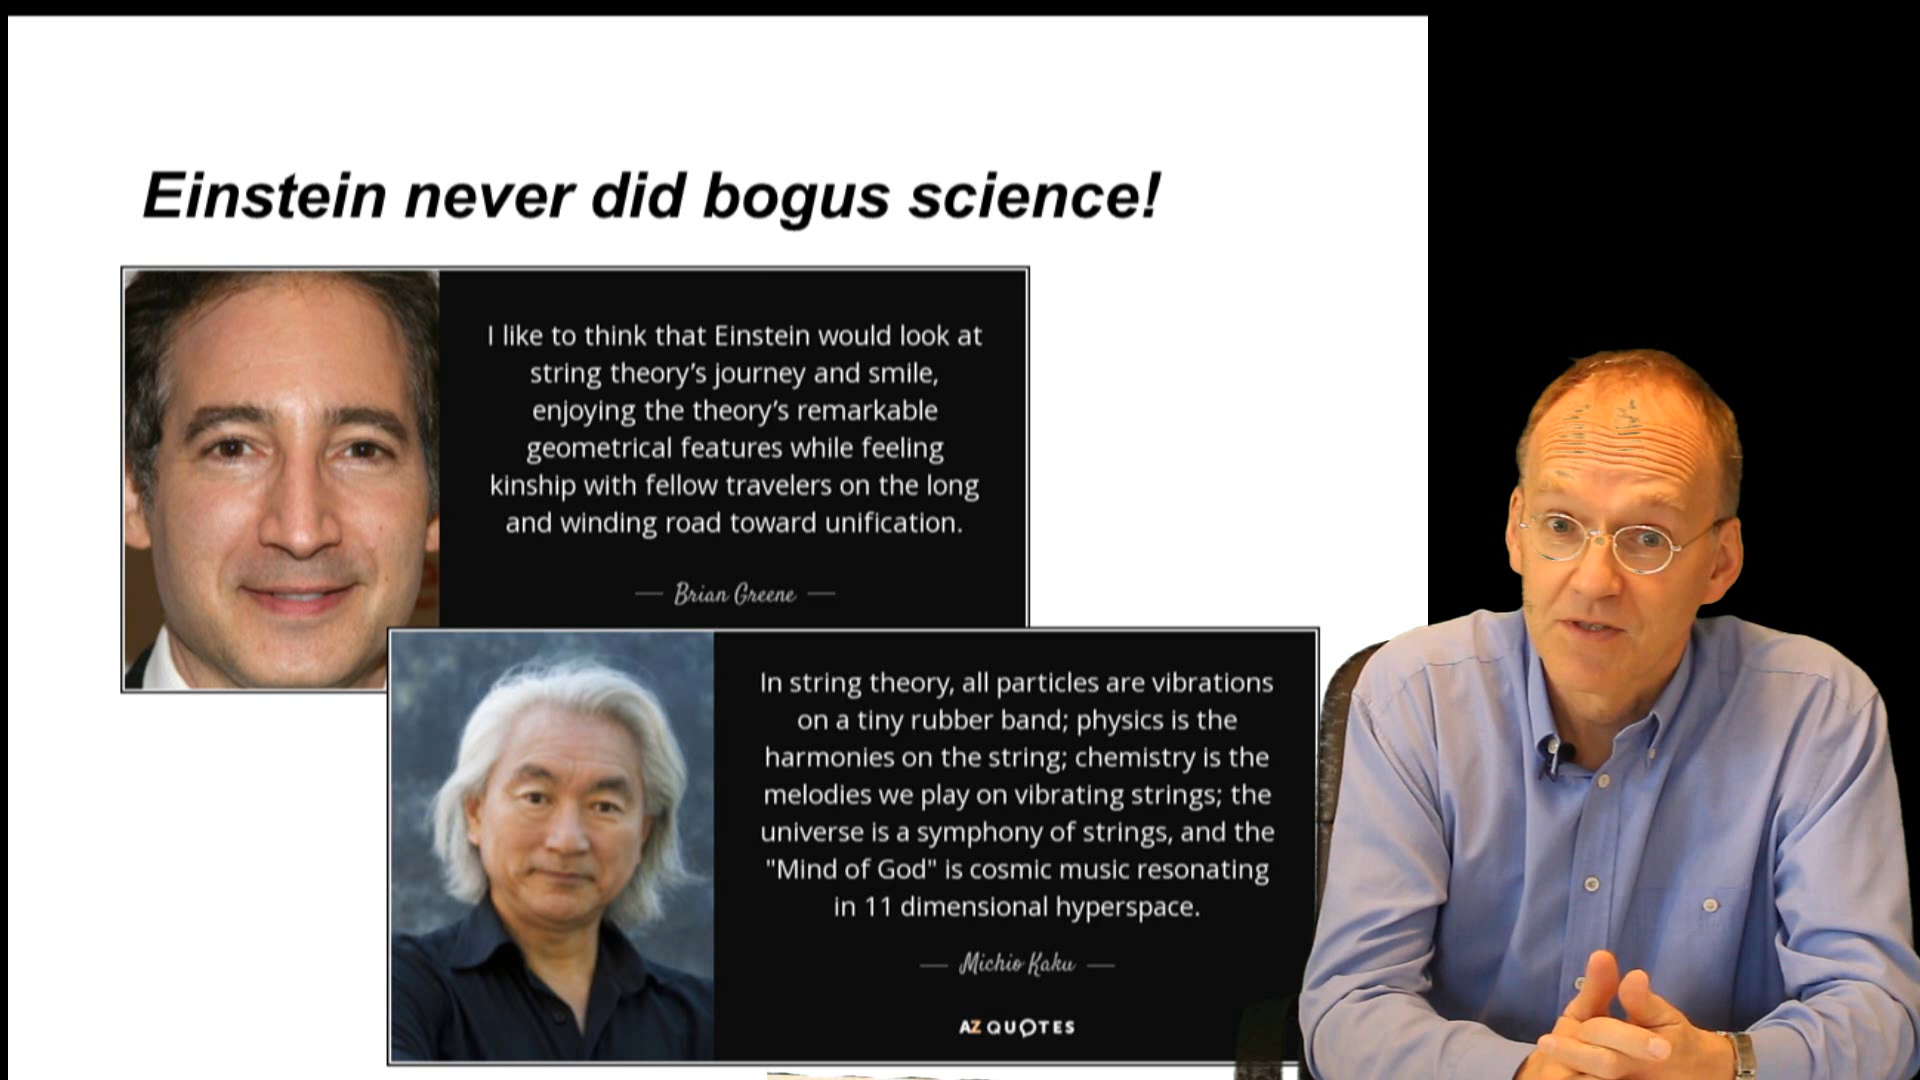 Einstein never did bogus science!
I like to think that Einstein would look at
string theory’s journey and smile,
enjoying the theory’s remarkable
geometrical features while feeling
kinship with fellow travelers on the long
and winding road toward unification.
— Brian Greene —
In string theory, all particles are vibrations
on a tiny rubber band; physics is the
harmonies on the string; chemistry is the
melodies we play on vibrating strings; the
universe is a symphony of strings, and the
"Mind of God" is cosmic music resonating
in 11 dimensional hyperspace.
— Michio Kaku —
AZ QUOTES